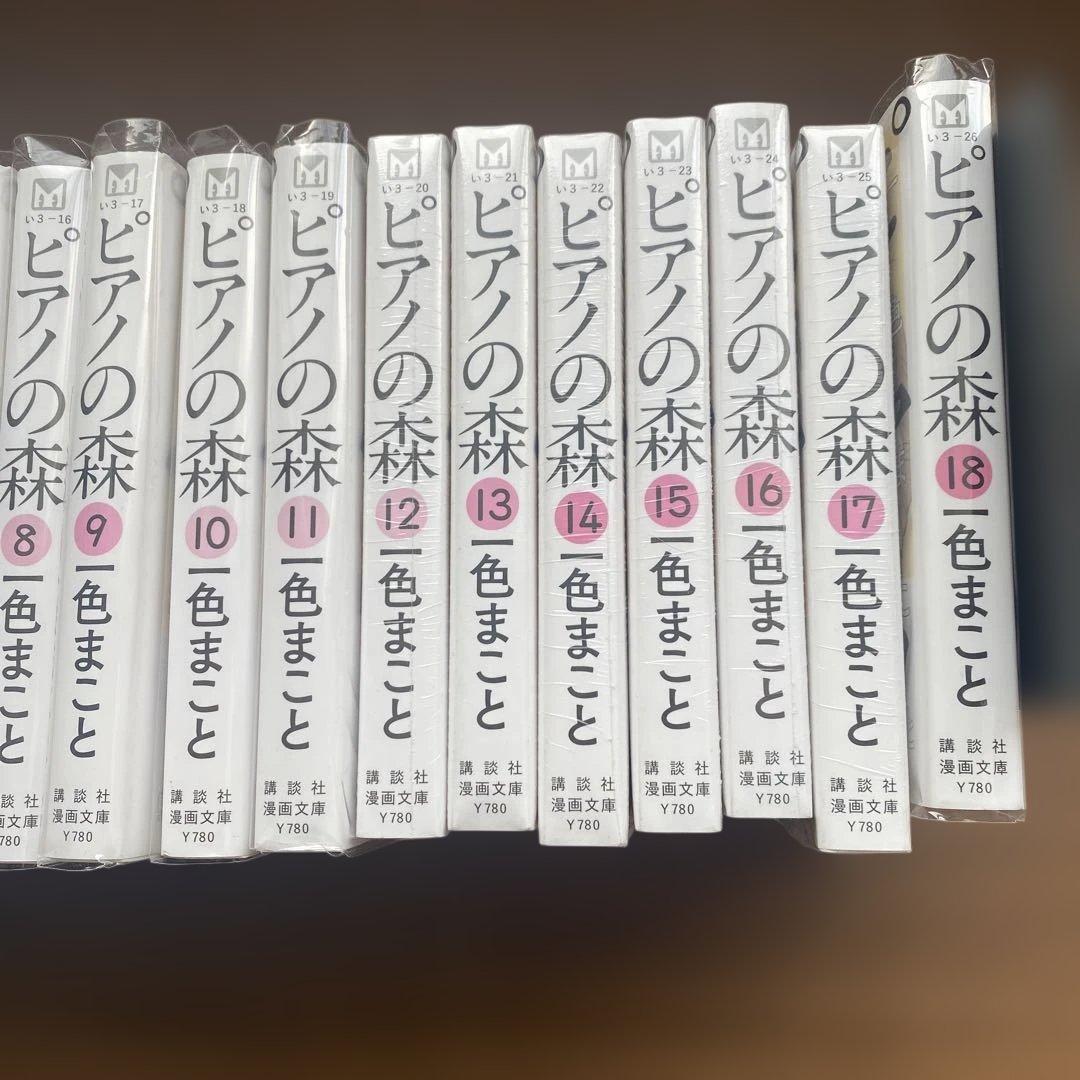 い3-16
ピアノの森
8
一色まこと
談社
漫画文庫
780
い3-17
ピアノの森
9
一色まこと
講談社
漫画文庫
Y780
い3-18
ピアノの森
10
一色まこと
講談社
漫画文庫
Y780
い3-19
ピアノの森
11
一色まこと
講談社
漫画文庫
Y780
い3-20
ピアノの森
12
一色まこと
講談社
漫画文庫
Y780
い3-21
ピアノの森
13
一色まこと
講談社
漫画文庫
Y780
い3-22
ピアノの森
14
一色まこと
講談社
漫画文庫
Y780
い3-23
ピアノの森
15
一色まこと
講談社
漫画文庫
Y780
い3-24
ピアノの森
16
一色まこと
講談社
漫画文庫
Y780
い3-25
ピアノの森
17
一色まこと
講談社
漫画文庫
Y780
い3-26
ピアノの森
18
一色まこと
講談社
漫画文庫
Y780